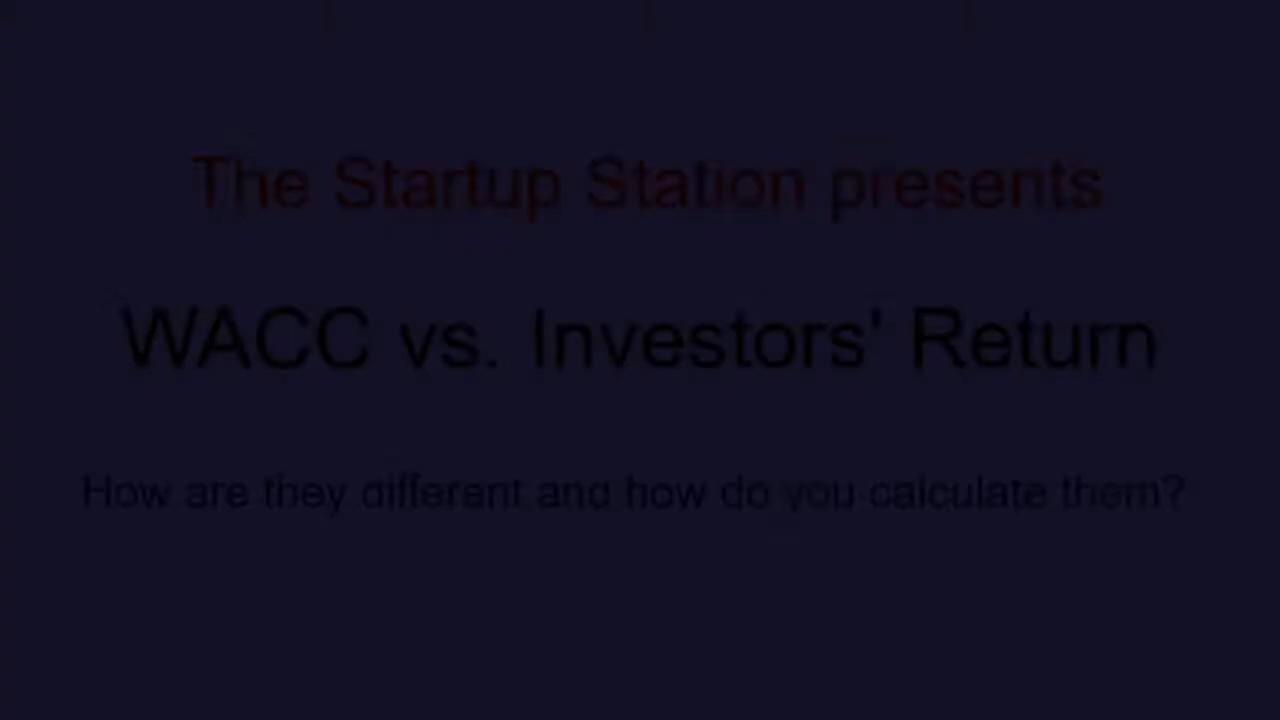 The Startup Station presents
WACC vs. Investors' Return
How are they different and how do you calculate them?